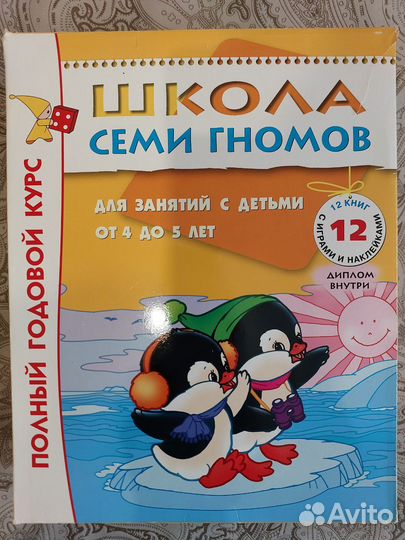 ШКОЛА
СЕМИ ГНОМОВ
ДЛЯ ЗАНЯТИЙ С ДЕТЬМИ
ОТ 4 ДО 5 ЛЕТ
12 КНИГ
12
С ИГРАМИ И НАКЛЕЙКАМИ
ДИПЛОМ
ВНУТРИ
ПОЛНЫЙ ГОДОВОЙ КУРС
Avito